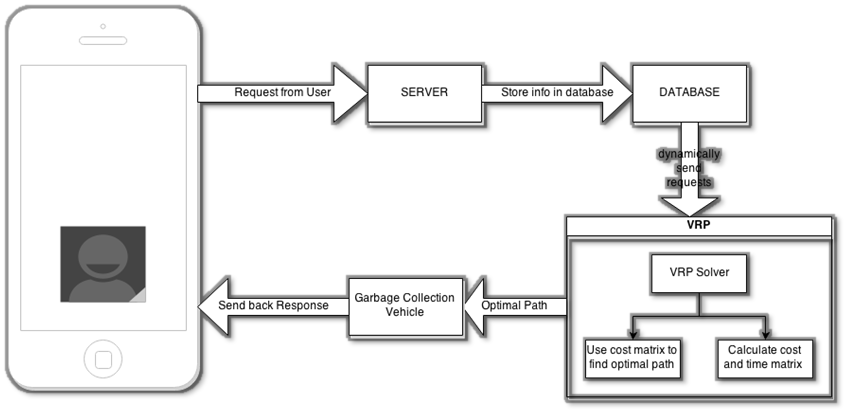 Request from User
SERVER
Store info in database
DATABASE
dynamically
send
requests
VRP
VRP Solver
Use cost matrix to
find optimal path
Calculate cost
and time matrix
Optimal Path
Garbage Collection
Vehicle
Send back Response